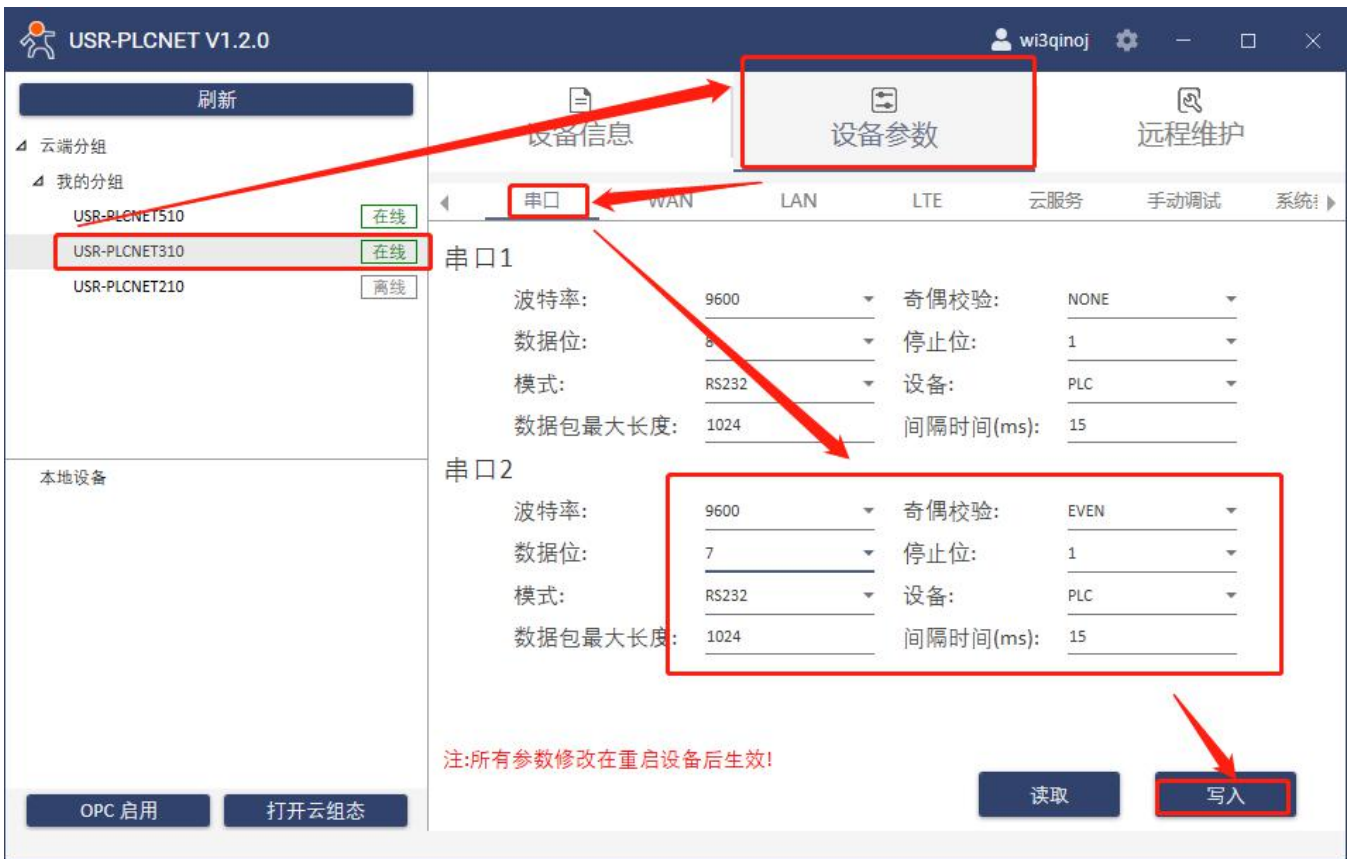 USR-PLCNET V1.2.0
wi3qinoj
刷新
云端分组
我的分组
USR-PLCNET510 在线
USR-PLCNET310 在线
USR-PLCNET210 离线
本地设备
OPC 启用 打开云组态
设备信息 设备参数 远程维护
串口 WAN LAN LTE 云服务 手动调试 系统
串口1
波特率: 9600 奇偶校验: NONE
数据位: 8 停止位: 1
模式: RS232 设备: PLC
数据包最大长度: 1024 间隔时间(ms): 15
串口2
波特率: 9600 奇偶校验: EVEN
数据位: 7 停止位: 1
模式: RS232 设备: PLC
数据包最大长度: 1024 间隔时间(ms): 15
注:所有参数修改在重启设备后生效!
读取 写入